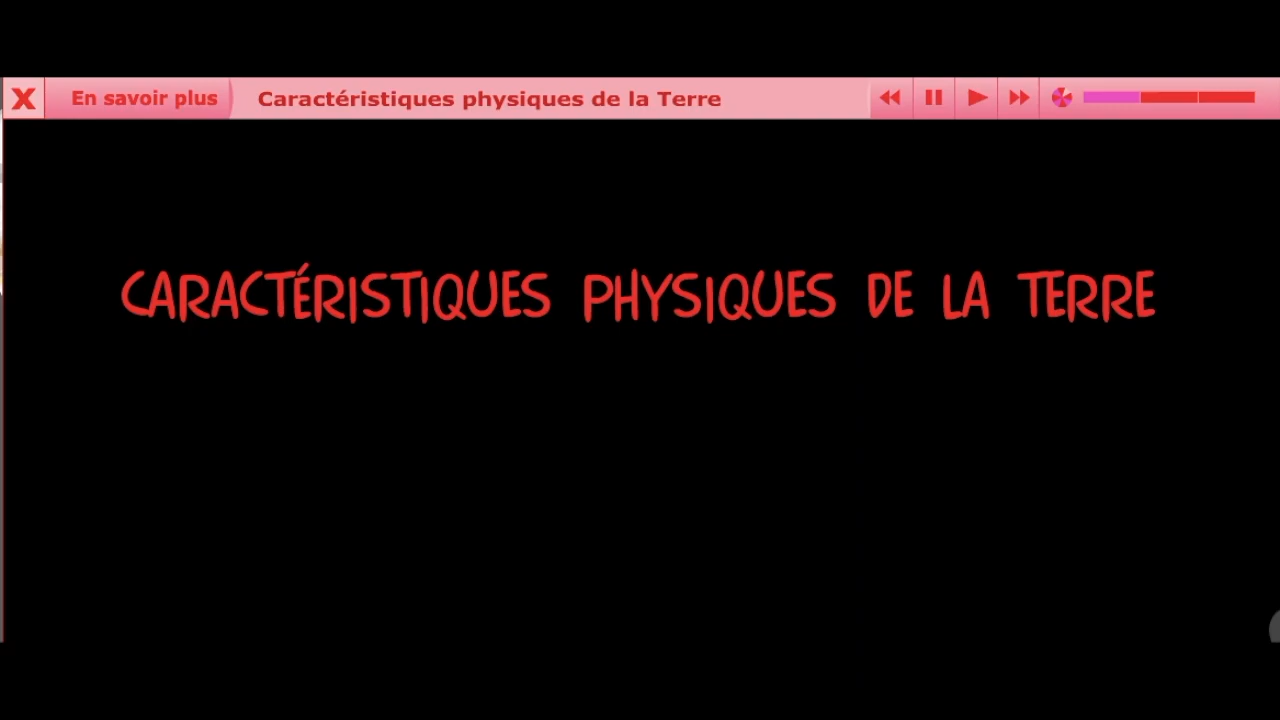 X En savoir plus Caractéristiques physiques de la Terre
CARACTÉRISTIQUES PHYSIQUES DE LA TERRE